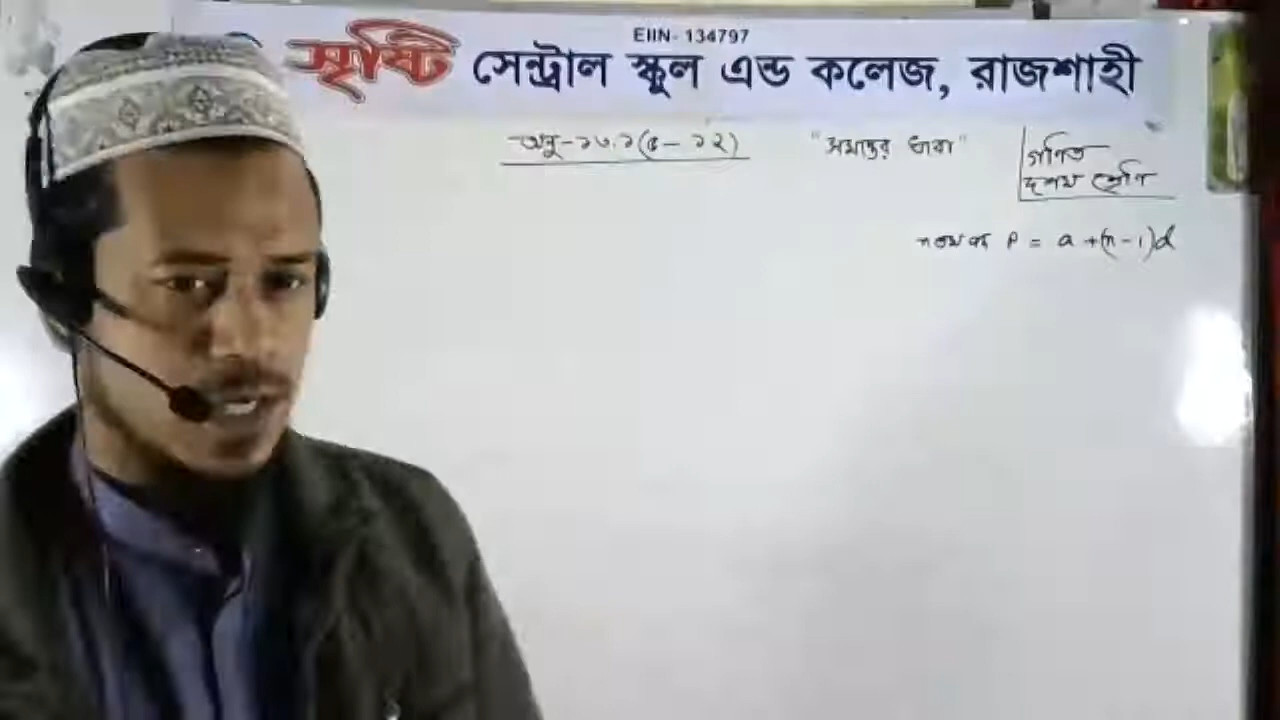 EIIN- 134797
সৃষ্টি সেন্ট্রাল স্কুল এন্ড কলেজ, রাজশাহী
অনু-১৩.১(৫-১২)
"সমান্তর ধারা"
গণিত
দশম শ্রেণি
n তম পদ P = a +(n-1)d